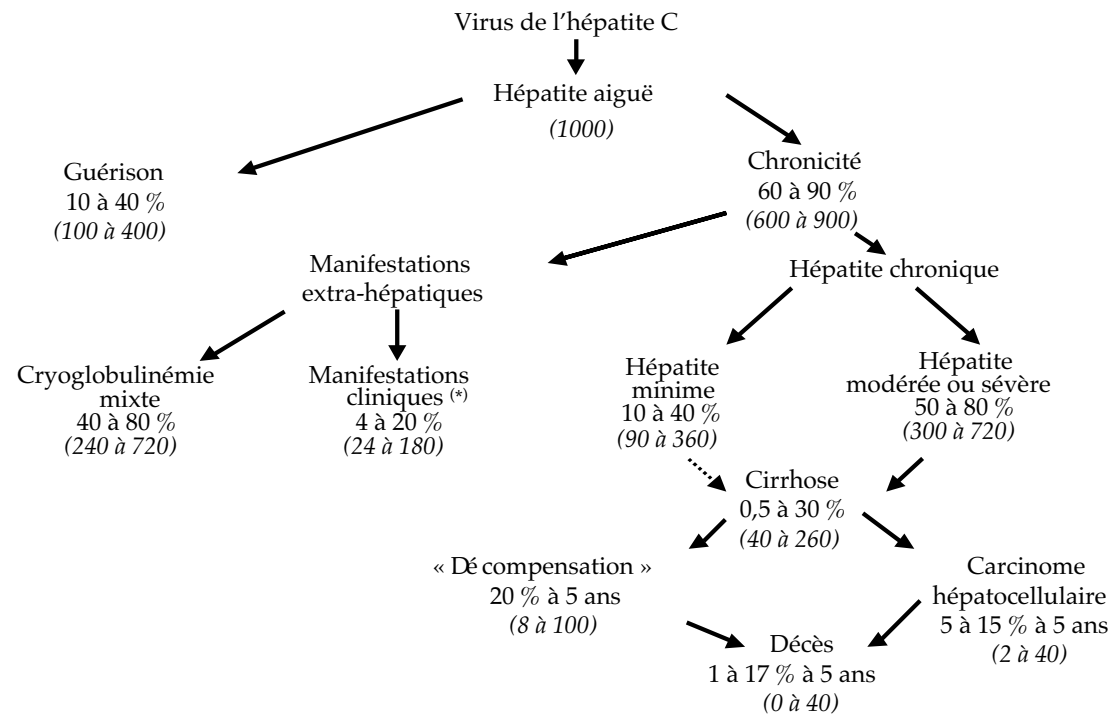 Virus de l'hépatite C
Hépatite aiguë
(1000)
Guérison
10 à 40 %
(100 à 400)
Chronicité
60 à 90 %
(600 à 900)
Manifestations
extra-hépatiques
Hépatite chronique
Cryoglobulinémie
mixte
40 à 80 %
(240 à 720)
Manifestations
cliniques (*)
4 à 20 %
(24 à 180)
Hépatite
minime
10 à 40 %
(90 à 360)
Hépatite
modérée ou sévère
50 à 80 %
(300 à 720)
Cirrhose
0,5 à 30 %
(40 à 260)
« Dé compensation »
20 % à 5 ans
(8 à 100)
Carcinome
hépatocellulaire
5 à 15 % à 5 ans
(2 à 40)
Décès
1 à 17 % à 5 ans
(0 à 40)